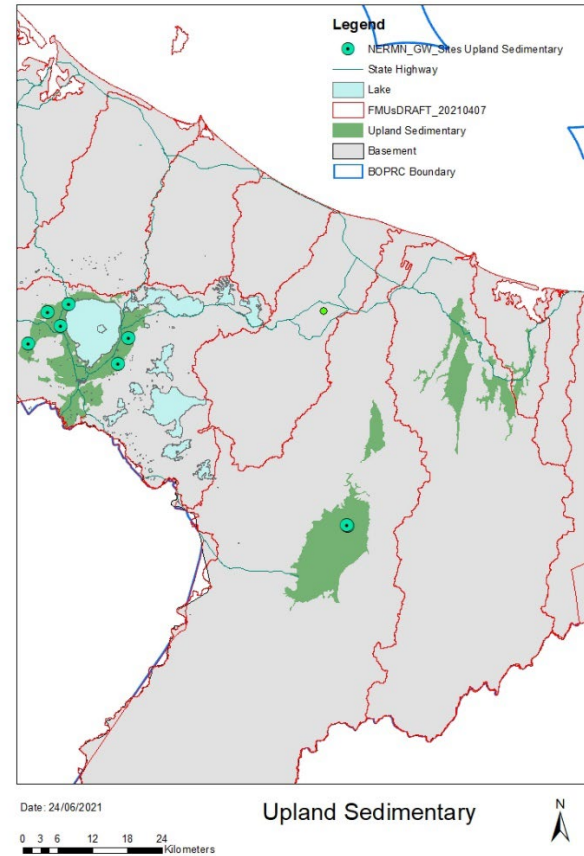 Legend
NERMN_GW_Sites Upland Sedimentary
State Highway
Lake
FMUsDRAFT_20210407
Upland Sedimentary
Basement
BOPRC Boundary
Date: 24/06/2021
Upland Sedimentary
N
0 3 6 12 18 24
Kilometers